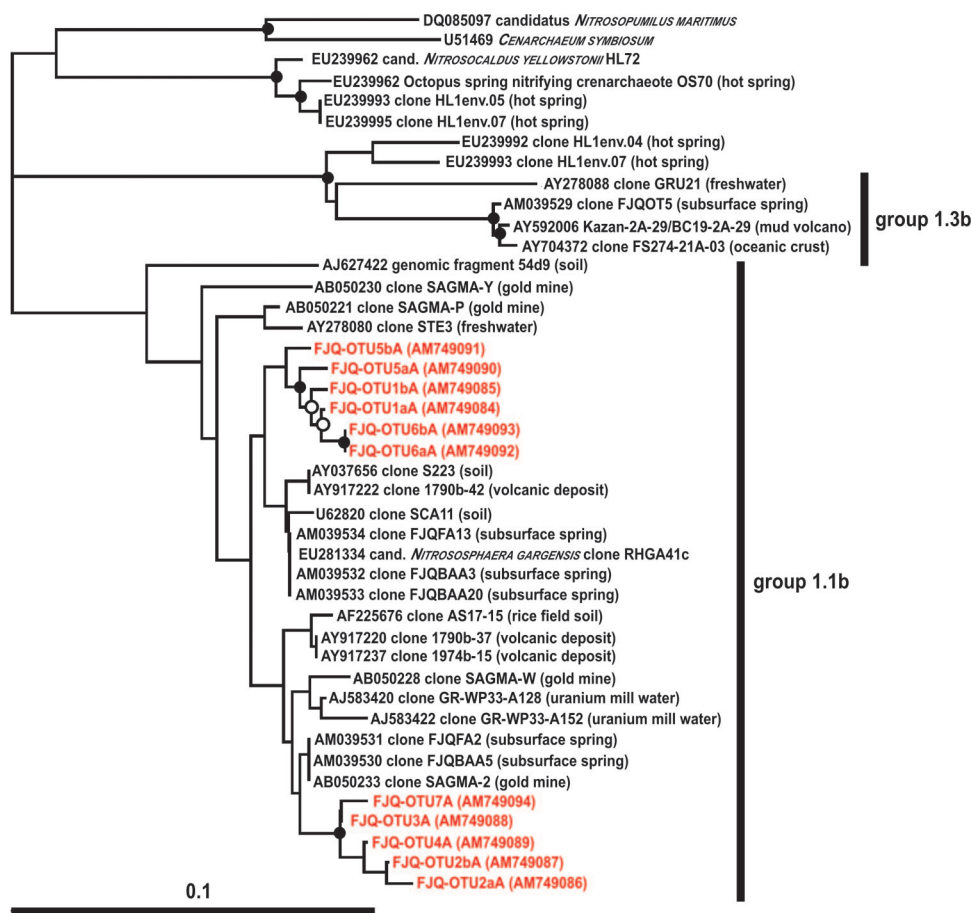 DQ085097 candidatus NITROSOPUMILUS MARITIMUS
U51469 CENARCHAEUM SYMBIOSUM
EU239962 cand. NITROSOCALDUS YELLOWSTONII HL72
EU239962 Octopus spring nitrifying crenarchaeote OS70 (hot spring)
EU239993 clone HL1env.05 (hot spring)
EU239995 clone HL1env.07 (hot spring)
EU239992 clone HL1env.04 (hot spring)
EU239993 clone HL1env.07 (hot spring)
AY278088 clone GRU21 (freshwater)
AM039529 clone FJQOT5 (subsurface spring)
AY592006 Kazan-2A-29/BC19-2A-29 (mud volcano)
AY704372 clone FS274-21A-03 (oceanic crust)
group 1.3b
AJ627422 genomic fragment 54d9 (soil)
AB050230 clone SAGMA-Y (gold mine)
AB050221 clone SAGMA-P (gold mine)
AY278080 clone STE3 (freshwater)
FJQ-OTU5bA (AM749091)
FJQ-OTU5aA (AM749090)
FJQ-OTU1bA (AM749085)
FJQ-OTU1aA (AM749084)
FJQ-OTU6bA (AM749093)
FJQ-OTU6aA (AM749092)
AY037656 clone S223 (soil)
AY917222 clone 1790b-42 (volcanic deposit)
U62820 clone SCA11 (soil)
AM039534 clone FJQFA13 (subsurface spring)
EU281334 cand. NITROSOSPHAERA GARGENSIS clone RHGA41c
AM039532 clone FJQBAA3 (subsurface spring)
AM039533 clone FJQBAA20 (subsurface spring)
group 1.1b
AF225676 clone AS17-15 (rice field soil)
AY917220 clone 1790b-37 (volcanic deposit)
AY917237 clone 1974b-15 (volcanic deposit)
AB050228 clone SAGMA-W (gold mine)
AJ583420 clone GR-WP33-A128 (uranium mill water)
AJ583422 clone GR-WP33-A152 (uranium mill water)
AM039531 clone FJQFA2 (subsurface spring)
AM039530 clone FJQBAA5 (subsurface spring)
AB050233 clone SAGMA-2 (gold mine)
FJQ-OTU7A (AM749094)
FJQ-OTU3A (AM749088)
FJQ-OTU4A (AM749089)
FJQ-OTU2bA (AM749087)
FJQ-OTU2aA (AM749086)
0.1